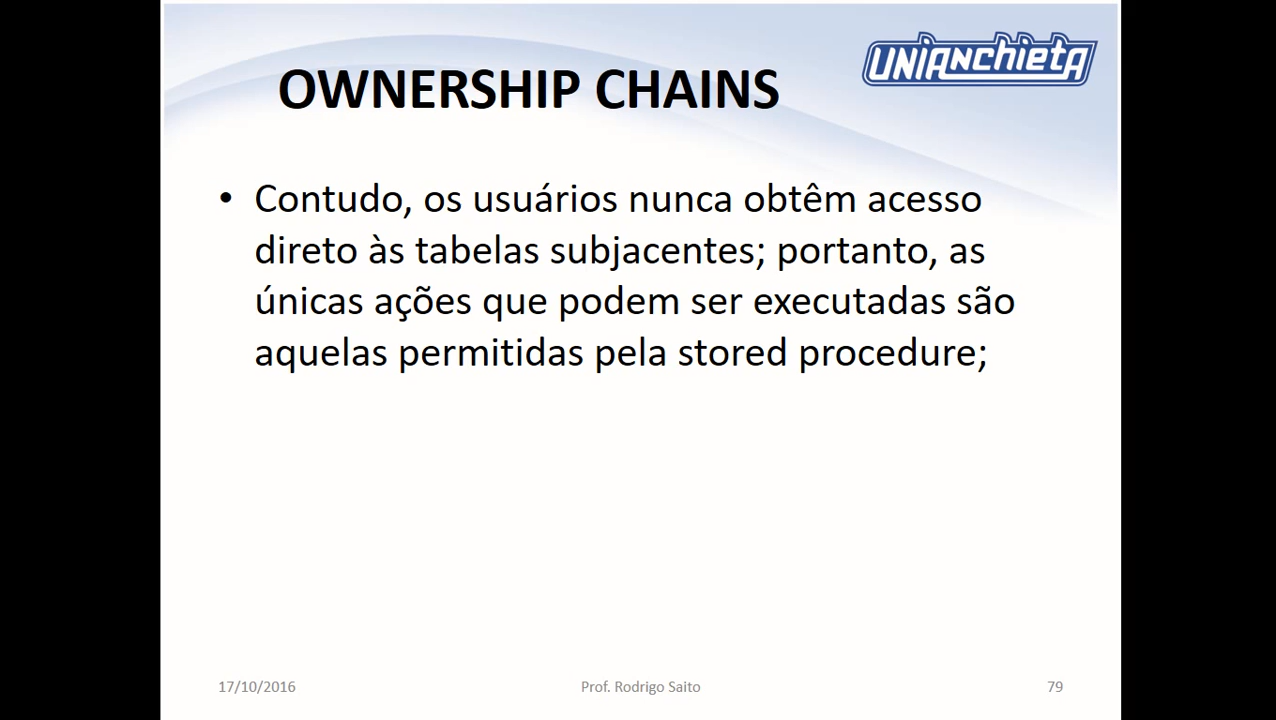 UNIANCHIETA
OWNERSHIP CHAINS
• Contudo, os usuários nunca obtêm acesso
direto às tabelas subjacentes; portanto, as
únicas ações que podem ser executadas são
aquelas permitidas pela stored procedure;
17/10/2016
Prof. Rodrigo Saito
79